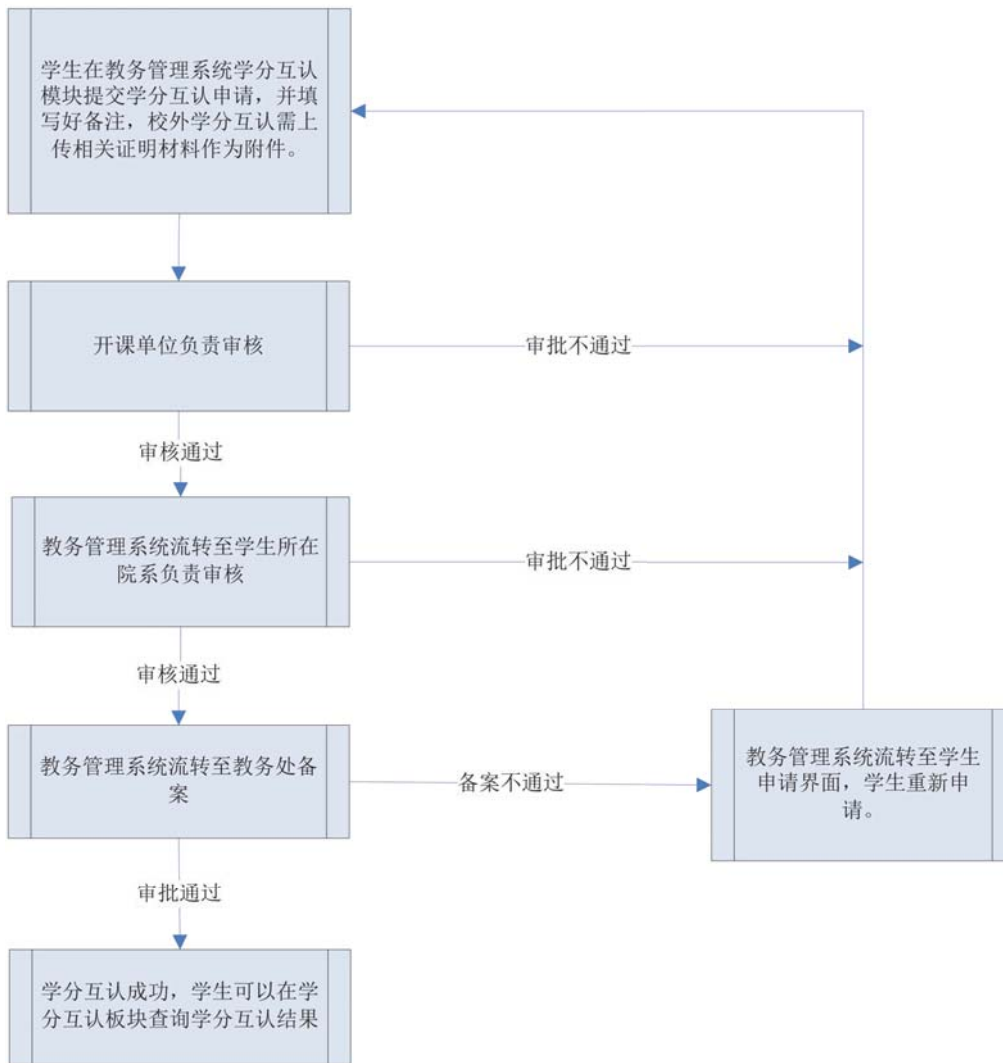 学生在教务管理系统学分互认
模块提交学分互认申请，并填
写好备注，校外学分互认需上
传相关证明材料作为附件。
开课单位负责审核
审批不通过
审核通过
教务管理系统流转至学生所在
院系负责审核
审批不通过
审核通过
教务管理系统流转至教务处备
案
备案不通过
教务管理系统流转至学生
申请界面，学生重新申
请。
审批通过
学分互认成功，学生可以在学
分互认板块查询学分互认结果